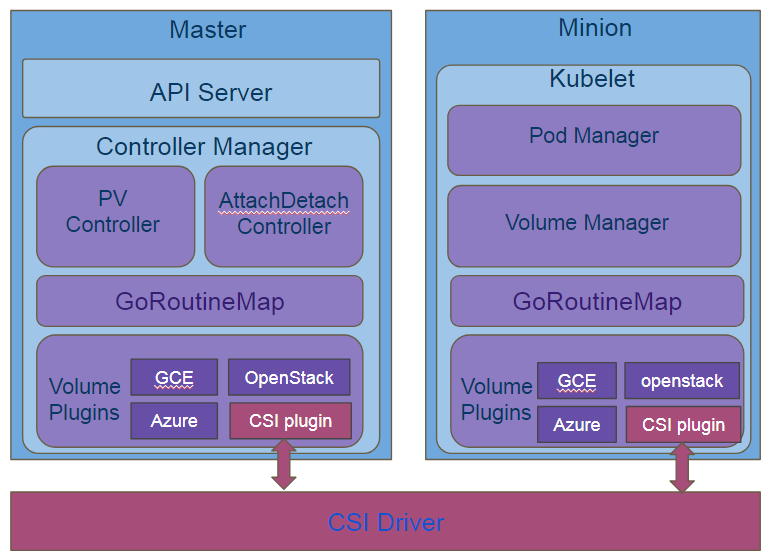 Master
API Server
Controller Manager
PV
Controller
AttachDetach
Controller
GoRoutineMap
Volume
Plugins
GCE
OpenStack
Azure
CSI plugin
Minion
Kubelet
Pod Manager
Volume Manager
GoRoutineMap
Volume
Plugins
GCE
openstack
Azure
CSI plugin
CSI Driver